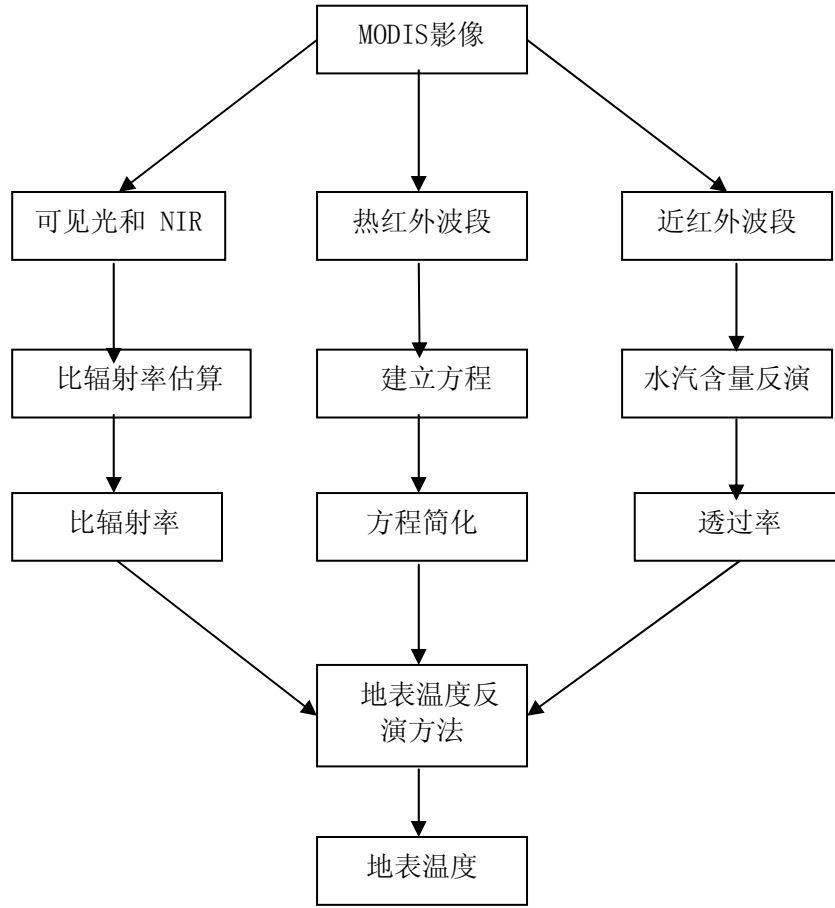 MODIS影像
可见光和 NIR
热红外波段
近红外波段
比辐射率估算
建立方程
水汽含量反演
比辐射率
方程简化
透过率
地表温度反
演方法
地表温度